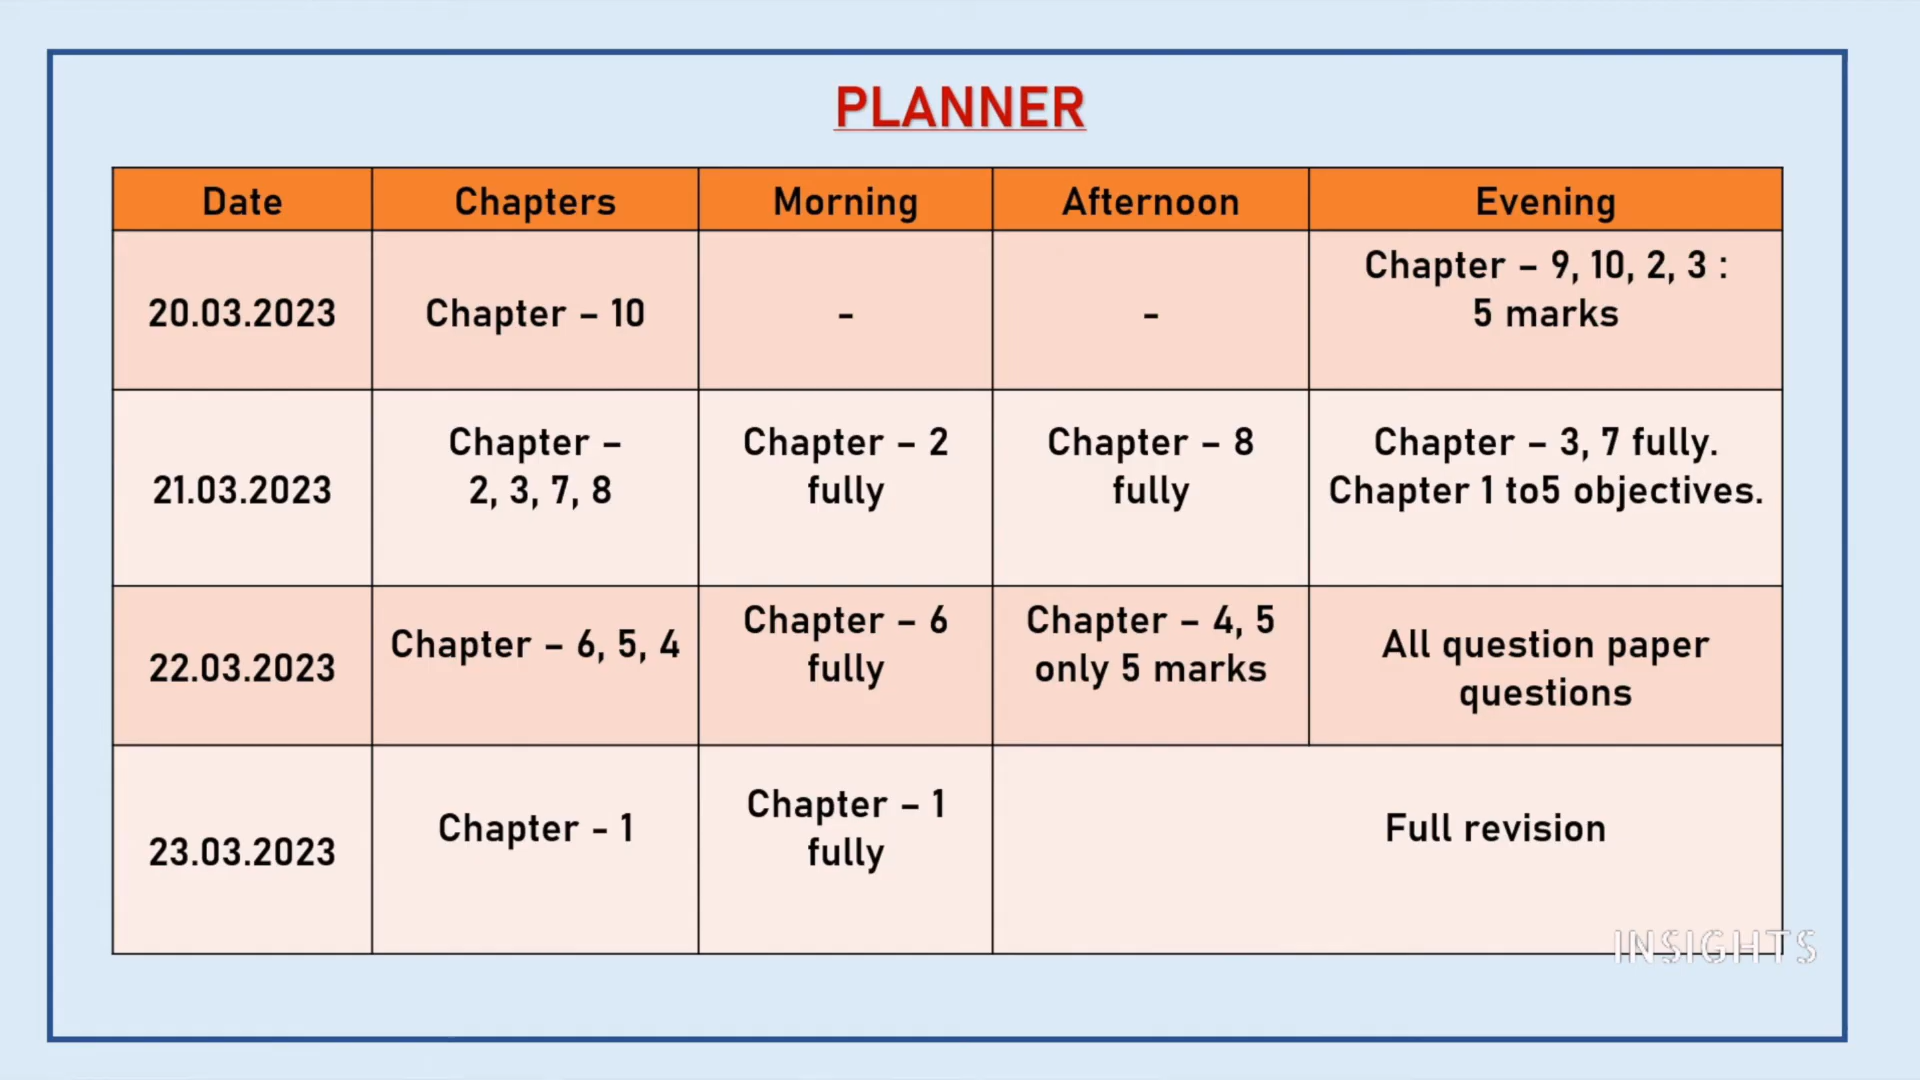 PLANNER
Date Chapters Morning Afternoon Evening
20.03.2023
Chapter – 10
-
-
Chapter – 9, 10, 2, 3 :
5 marks
21.03.2023
Chapter –
2, 3, 7, 8
Chapter – 2
fully
Chapter – 8
fully
Chapter – 3, 7 fully.
Chapter 1 to5 objectives.
22.03.2023
Chapter – 6, 5, 4
Chapter – 6
fully
Chapter – 4, 5
only 5 marks
All question paper
questions
23.03.2023
Chapter - 1
Chapter – 1
fully
Full revision
INSIGHTS